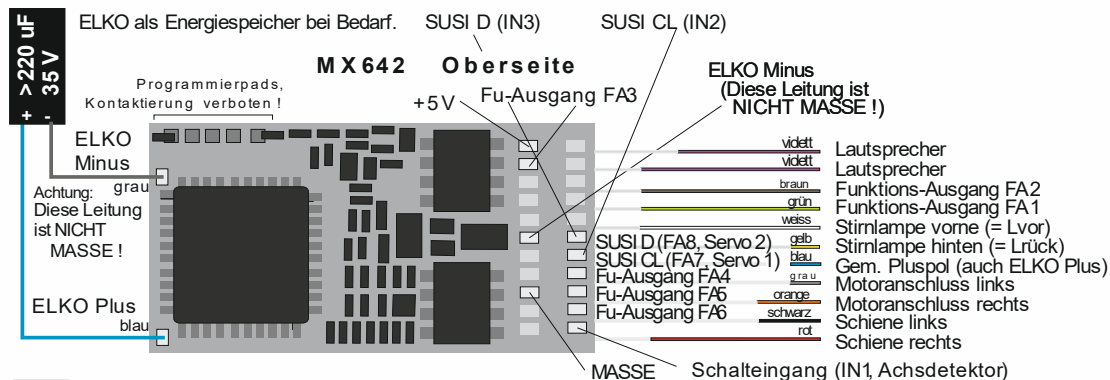 >220 uF
35 V
+ -
ELKO als Energiespeicher bei Bedarf.
SUSI D (IN3)
SUSI CL (IN2)
MX642 Oberseite
Programmierpads,
Kontaktierung verboten !
+5V
Fu-Ausgang FA3
ELKO Minus
(Diese Leitung ist
NICHT MASSE !)
ELKO
Minus
grau
Achtung:
Diese Leitung
ist NICHT
MASSE !
ELKO Plus
blau
vidett Lautsprecher
vidett Lautsprecher
braun Funktions-Ausgang FA2
grün Funktions-Ausgang FA1
weiss Stirnlampe vorne (= Lvor)
SUSI D (FA8, Servo 2) gelb Stirnlampe hinten (= Lrück)
SUSI CL (FA7, Servo 1) blau Gem. Pluspol (auch ELKO Plus)
Fu-Ausgang FA4 grau Motoranschluss links
Fu-Ausgang FA5 orange Motoranschluss rechts
Fu-Ausgang FA6 schwarz Schiene links
rot Schiene rechts
MASSE
Schalteingang (IN1, Achsdetektor)